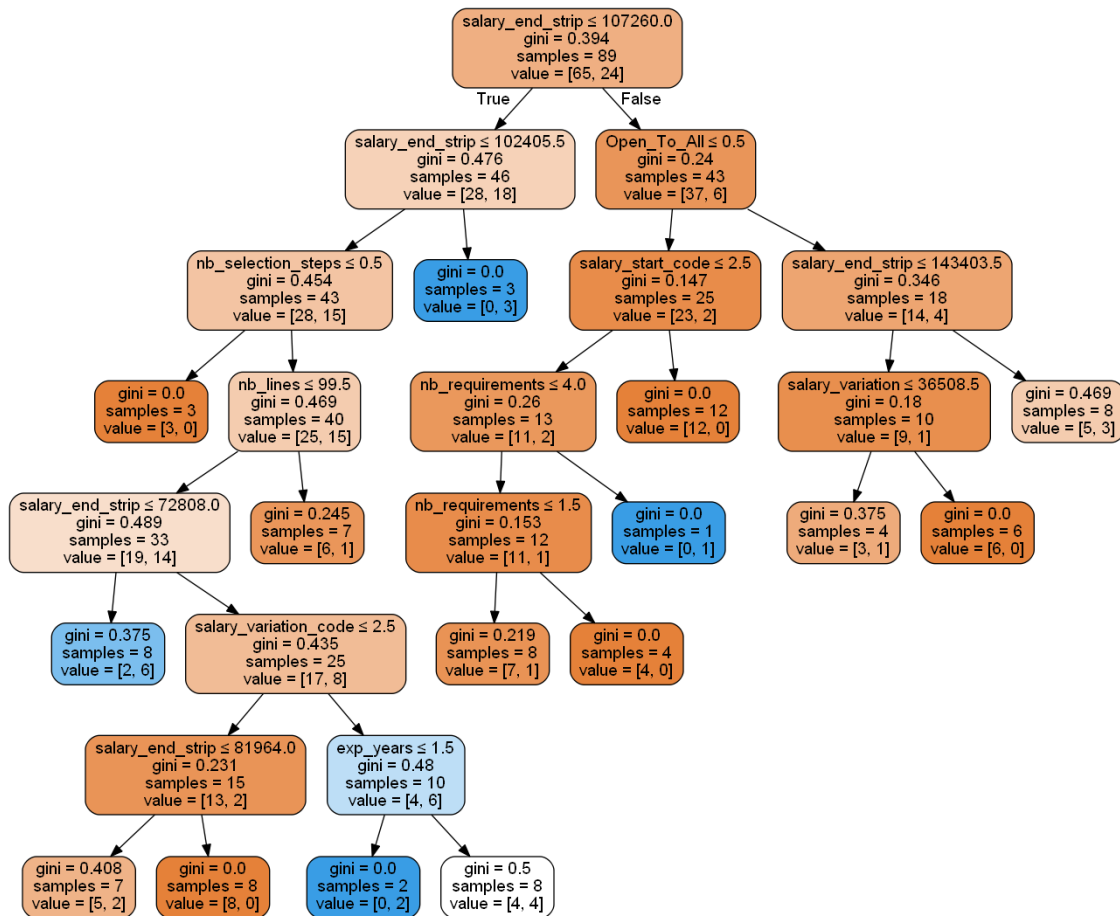 salary_end_strip ≤ 107260.0
gini = 0.394
samples = 89
value = [65, 24]
True
False
salary_end_strip ≤ 102405.5
gini = 0.476
samples = 46
value = [28, 18]
Open_To_All ≤ 0.5
gini = 0.24
samples = 43
value = [37, 6]
nb_selection_steps ≤ 0.5
gini = 0.454
samples = 43
value = [28, 15]
gini = 0.0
samples = 3
value = [0, 3]
salary_start_code ≤ 2.5
gini = 0.147
samples = 25
value = [23, 2]
salary_end_strip ≤ 143403.5
gini = 0.346
samples = 18
value = [14, 4]
gini = 0.0
samples = 3
value = [3, 0]
nb_lines ≤ 99.5
gini = 0.469
samples = 40
value = [25, 15]
nb_requirements ≤ 4.0
gini = 0.26
samples = 13
value = [11, 2]
gini = 0.0
samples = 12
value = [12, 0]
salary_variation ≤ 36508.5
gini = 0.18
samples = 10
value = [9, 1]
gini = 0.469
samples = 8
value = [5, 3]
salary_end_strip ≤ 72808.0
gini = 0.489
samples = 33
value = [19, 14]
gini = 0.245
samples = 7
value = [6, 1]
nb_requirements ≤ 1.5
gini = 0.153
samples = 12
value = [11, 1]
gini = 0.0
samples = 1
value = [0, 1]
gini = 0.375
samples = 4
value = [3, 1]
gini = 0.0
samples = 6
value = [6, 0]
gini = 0.375
samples = 8
value = [2, 6]
salary_variation_code ≤ 2.5
gini = 0.435
samples = 25
value = [17, 8]
gini = 0.219
samples = 8
value = [7, 1]
gini = 0.0
samples = 4
value = [4, 0]
salary_end_strip ≤ 81964.0
gini = 0.231
samples = 15
value = [13, 2]
exp_years ≤ 1.5
gini = 0.48
samples = 10
value = [4, 6]
gini = 0.408
samples = 7
value = [5, 2]
gini = 0.0
samples = 8
value = [8, 0]
gini = 0.0
samples = 2
value = [0, 2]
gini = 0.5
samples = 8
value = [4, 4]